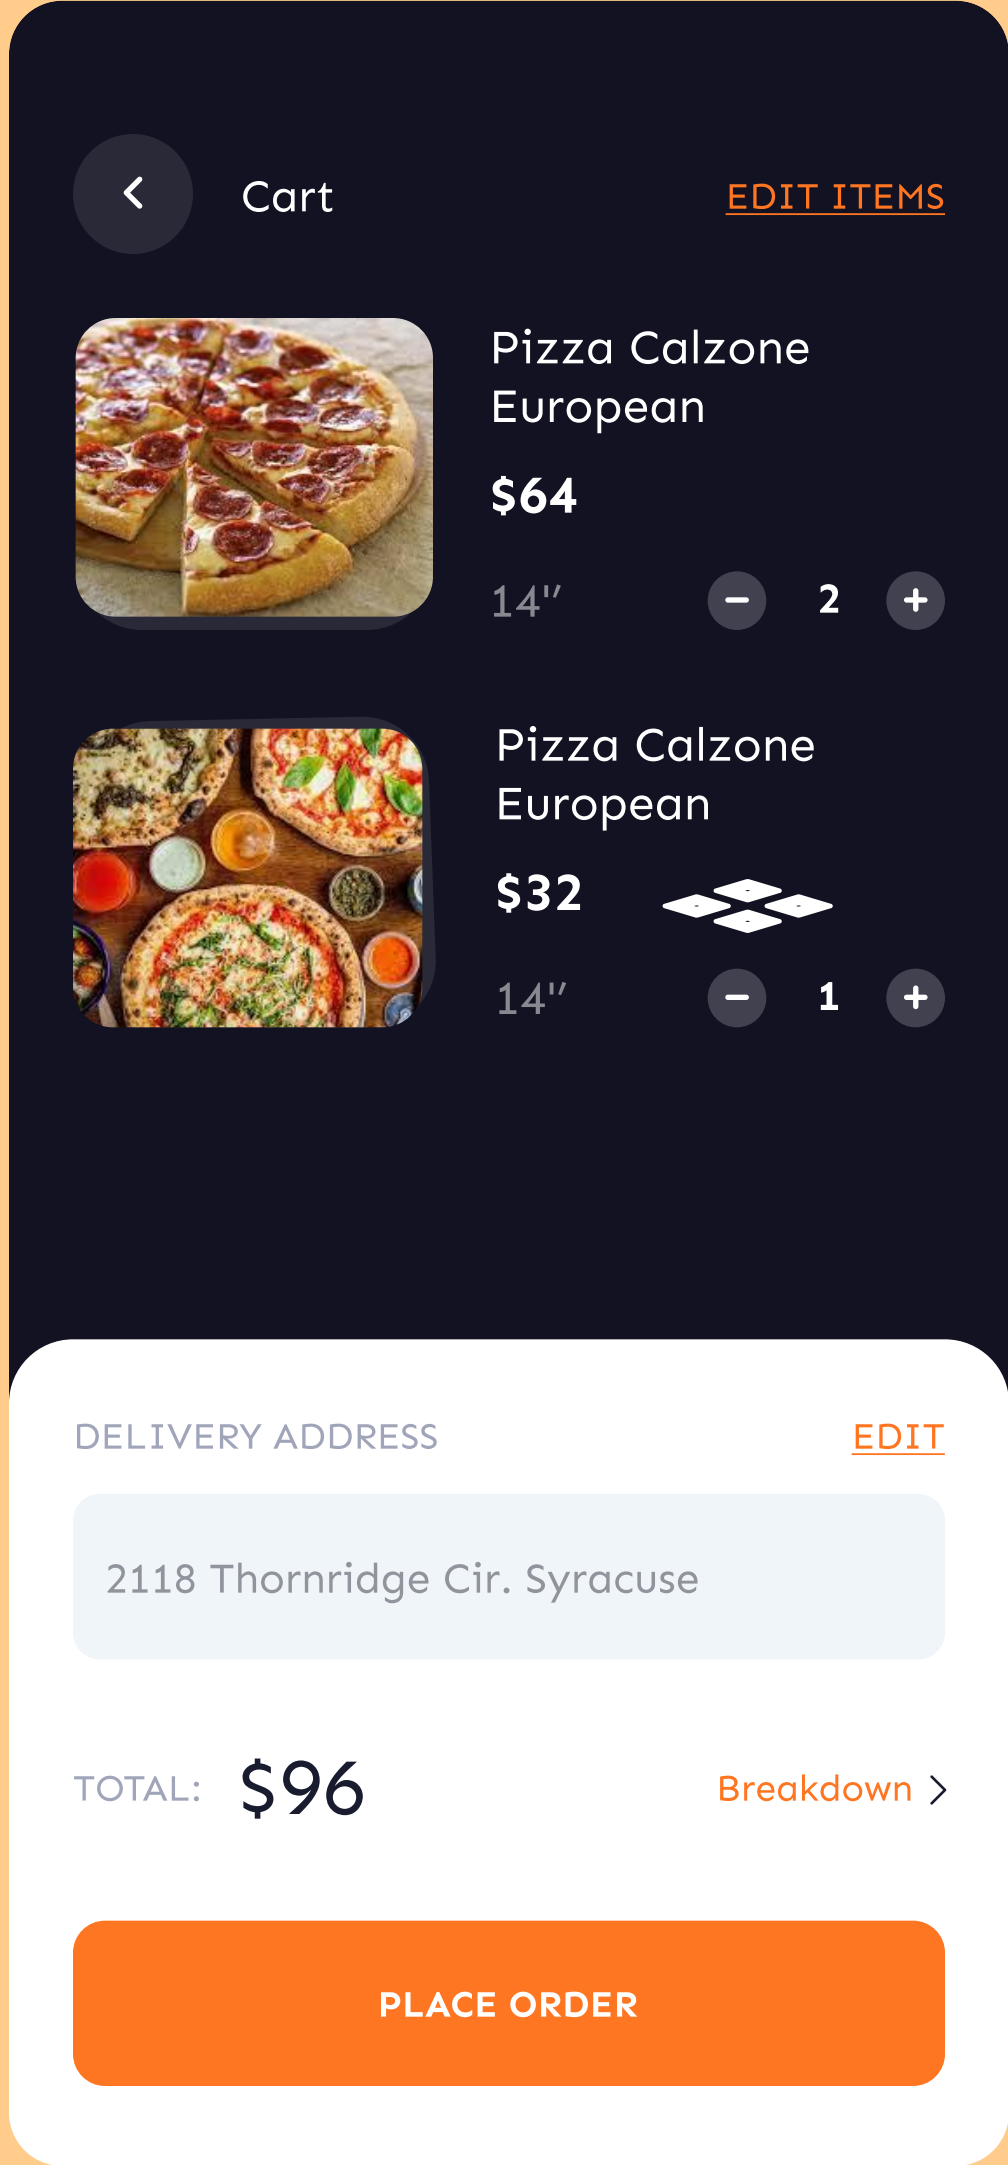 Cart
EDIT ITEMS
Pizza Calzone
European
$64
14''
2
Pizza Calzone
European
$32
14''
1
DELIVERY ADDRESS
EDIT
2118 Thornridge Cir. Syracuse
TOTAL:
$96
Breakdown
PLACE ORDER